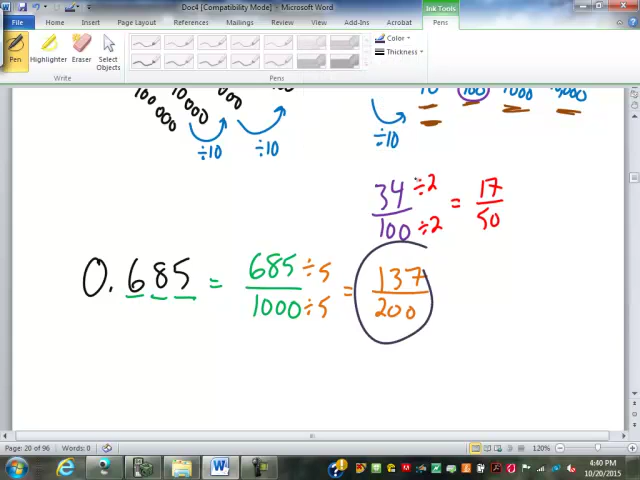 Doc4 [Compatibility Mode] - Microsoft Word
Ink Tools
File Home Insert Page Layout References Mailings Review View Add-Ins Acrobat Pens
Pen Highlighter Eraser Select Objects
Color
Thickness
Write
Pens
10 100 1000
÷10 ÷10 ÷10
34/100 ÷2 ÷2 = 17/50
0.685 = 685/1000 ÷5 ÷5 = 137/200
Page: 20 of 96 Words: 0 120%
4:40 PM
10/20/2015